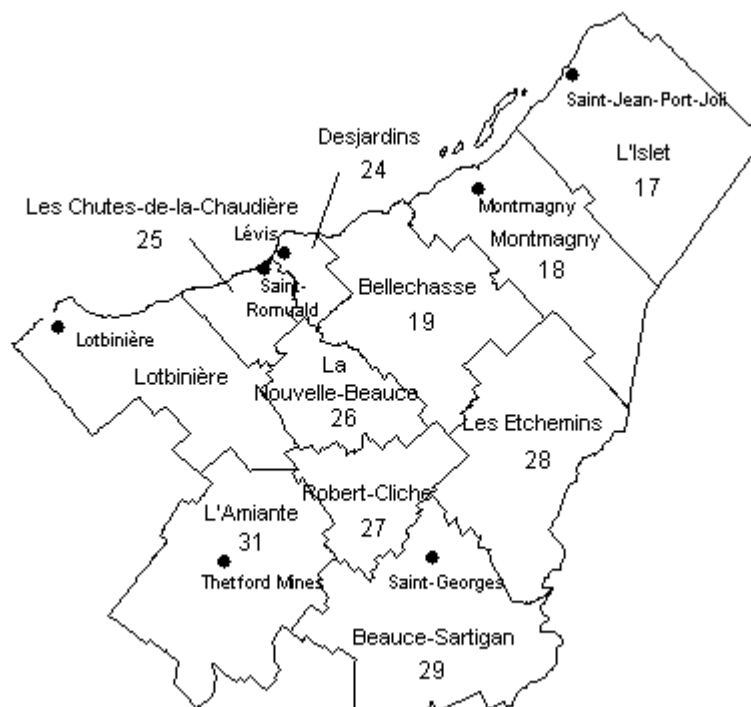 Saint-Jean-Port-Joli
Desjardins
24
L'Islet
17
Les Chutes-de-la-Chaudière
25
Montmagny
Montmagny
18
Lévis
Saint-
Romuald
Bellechasse
19
Lotbinière
Lotbinière
La
Nouvelle-Beauce
26
Les Etchemins
28
Robert-Cliche
27
L'Amiante
31
Thetford Mines
Saint-Georges
Beauce-Sartigan
29